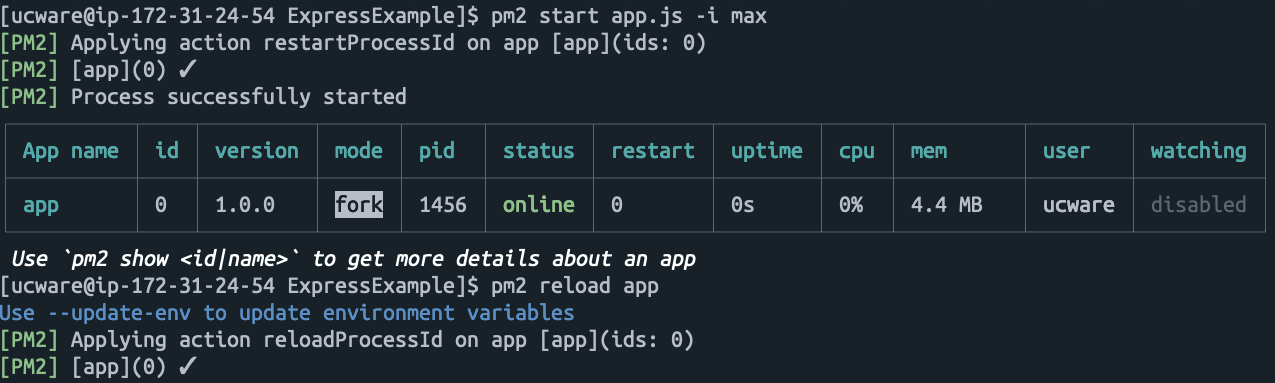 [ucware@ip-172-31-24-54 ExpressExample]$ pm2 start app.js -i max
[PM2] Applying action restartProcessId on app [app](ids: 0)
[PM2] [app](0) ✓
[PM2] Process successfully started
App name id version mode pid status restart uptime cpu mem user watching
app 0 1.0.0 fork 1456 online 0 0s 0% 4.4 MB ucware disabled
Use `pm2 show <id|name>` to get more details about an app
[ucware@ip-172-31-24-54 ExpressExample]$ pm2 reload app
Use --update-env to update environment variables
[PM2] Applying action reloadProcessId on app [app](ids: 0)
[PM2] [app](0) ✓